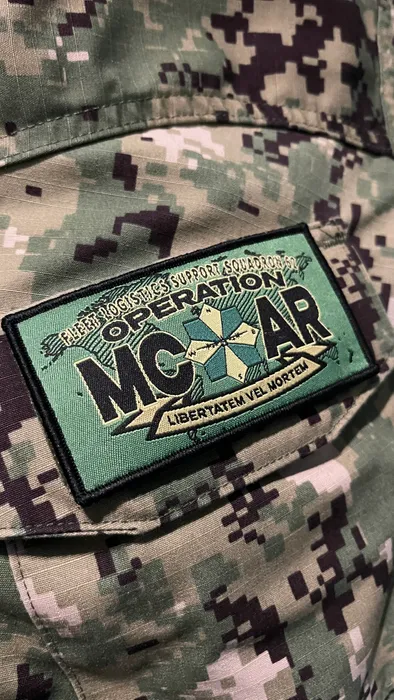 FLEET LOGISTICS SUPPORT SQUADRON
OPERATION
MC AR
LIBERTATEM VEL MORTEM